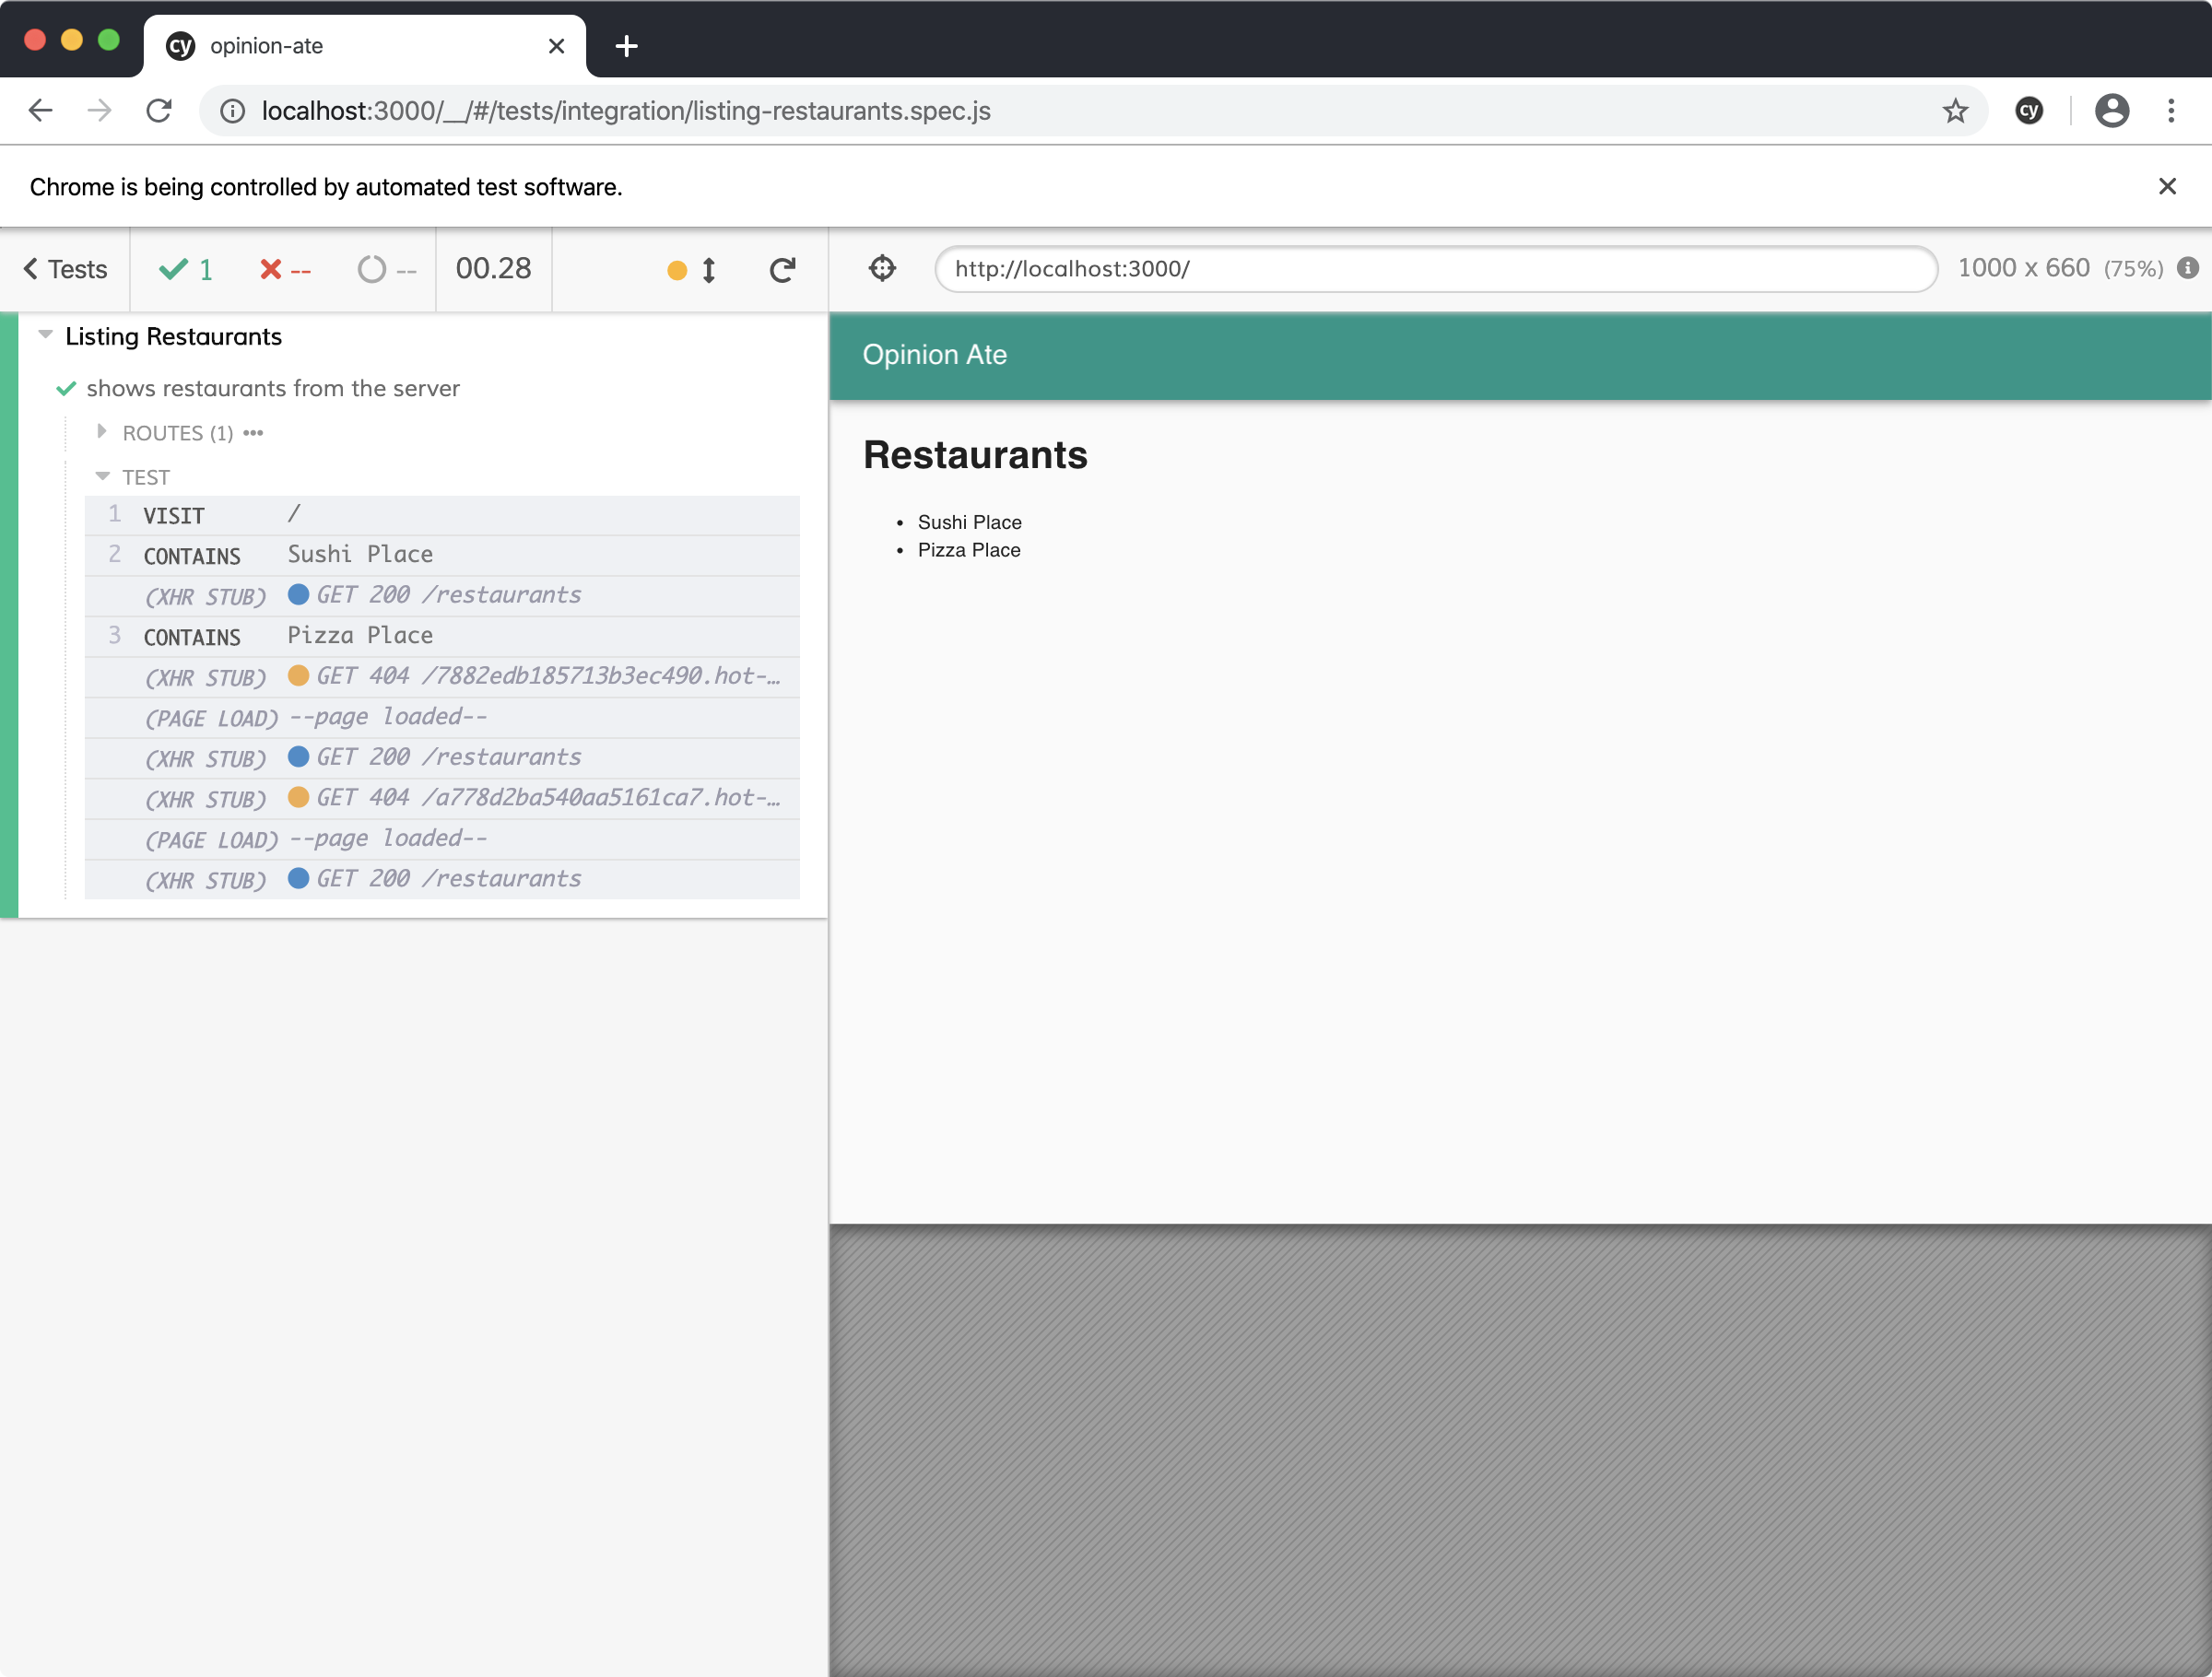 cy opinion-ate
localhost:3000/__/#/tests/integration/listing-restaurants.spec.js cy
Chrome is being controlled by automated test software.
Tests 1 -- -- 00.28 http://localhost:3000/ 1000 x 660 (75%)
Listing Restaurants
shows restaurants from the server
ROUTES (1) •••
TEST
1 VISIT /
2 CONTAINS Sushi Place
(XHR STUB) GET 200 /restaurants
3 CONTAINS Pizza Place
(XHR STUB) GET 404 /7882edb185713b3ec490.hot-…
(PAGE LOAD) --page loaded--
(XHR STUB) GET 200 /restaurants
(XHR STUB) GET 404 /a778d2ba540aa5161ca7.hot-…
(PAGE LOAD) --page loaded--
(XHR STUB) GET 200 /restaurants
Opinion Ate
Restaurants
• Sushi Place
• Pizza Place